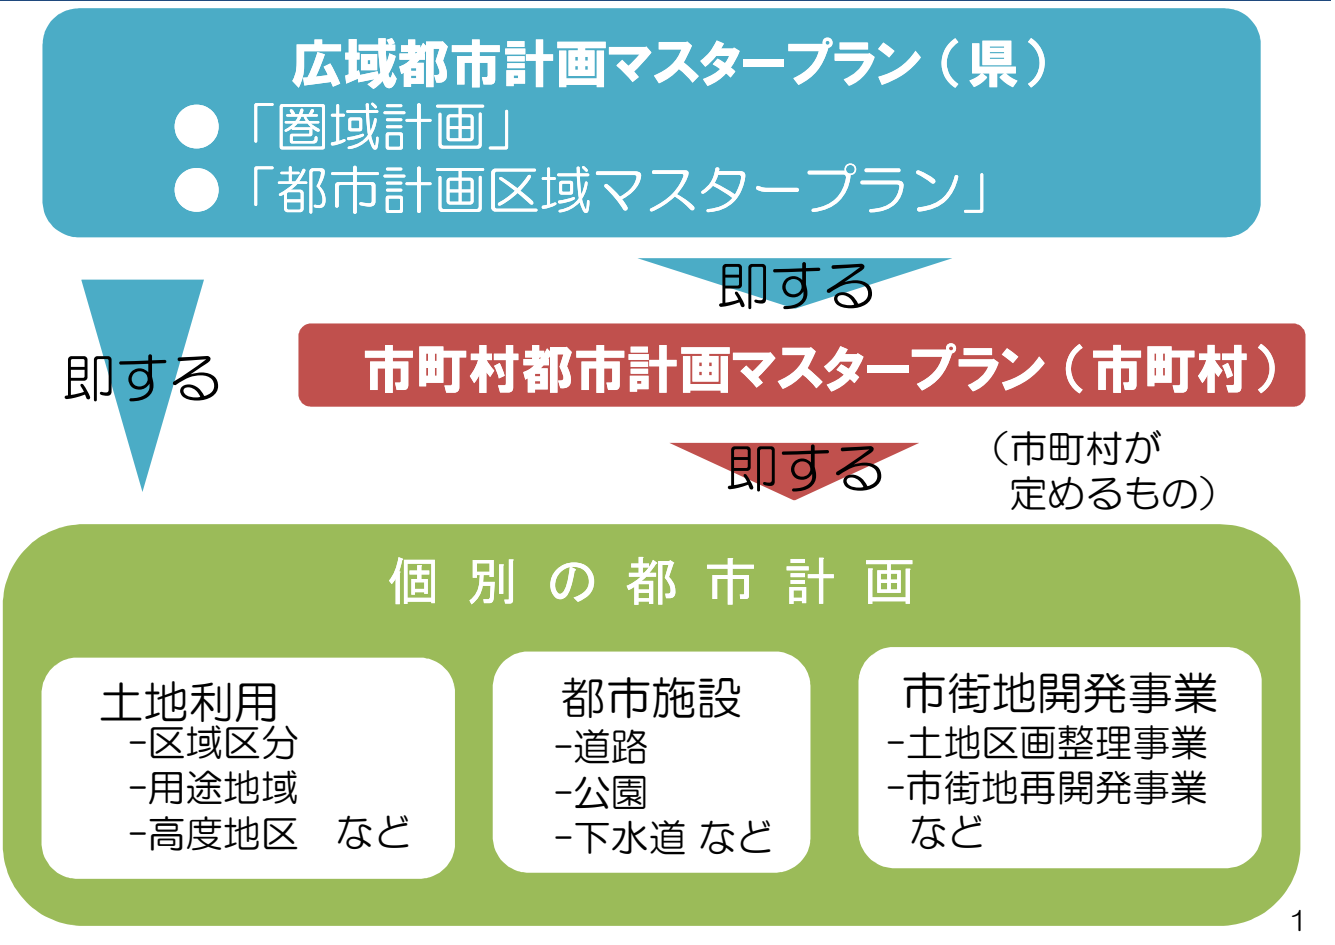 広域都市計画マスタープラン（県）
●「圏域計画」
●「都市計画区域マスタープラン」
即する
即する
市町村都市計画マスタープラン（市町村）
即する
（市町村が
定めるもの）
個別の都市計画
土地利用
-区域区分
-用途地域
-高度地区　など
都市施設
-道路
-公園
-下水道 など
市街地開発事業
-土地区画整理事業
-市街地再開発事業
など
1